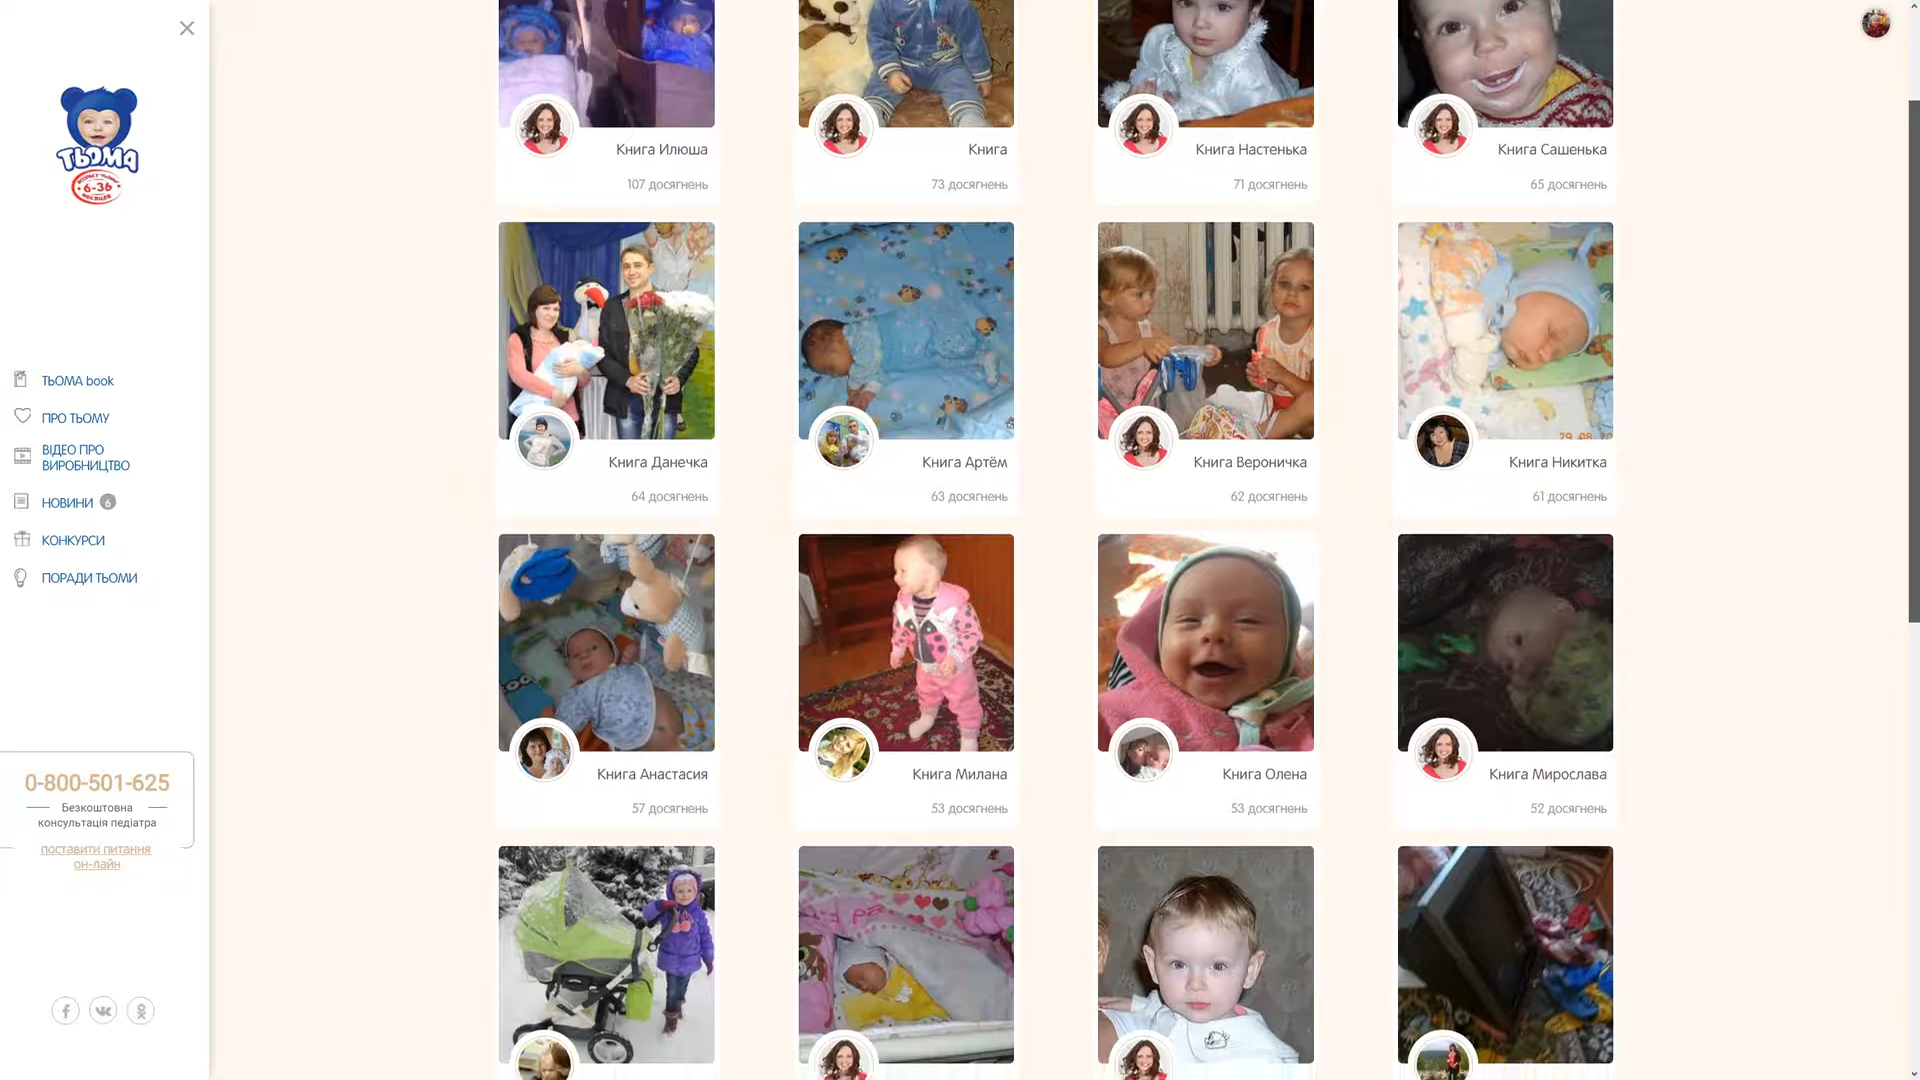 ТЬОМА
6-36
МЕСЯЦЕВ
ТЬОМА book
ПРО ТЬОМУ
ВІДЕО ПРО
ВИРОБНИЦТВО
НОВИНИ 6
КОНКУРСИ
ПОРАДИ ТЬОМИ
0-800-501-625
Безкоштовна
консультація педіатра
поставити питання
он-лайн
Книга Илюша
107 досягнень
Книга
73 досягнень
Книга Настенька
71 досягнень
Книга Сашенька
65 досягнень
Книга Данечка
64 досягнень
Книга Артём
63 досягнень
Книга Вероничка
62 досягнень
29 08
Книга Никитка
61 досягнень
Книга Анастасия
57 досягнень
Книга Милана
53 досягнень
Книга Олена
53 досягнень
Книга Мирослава
52 досягнень